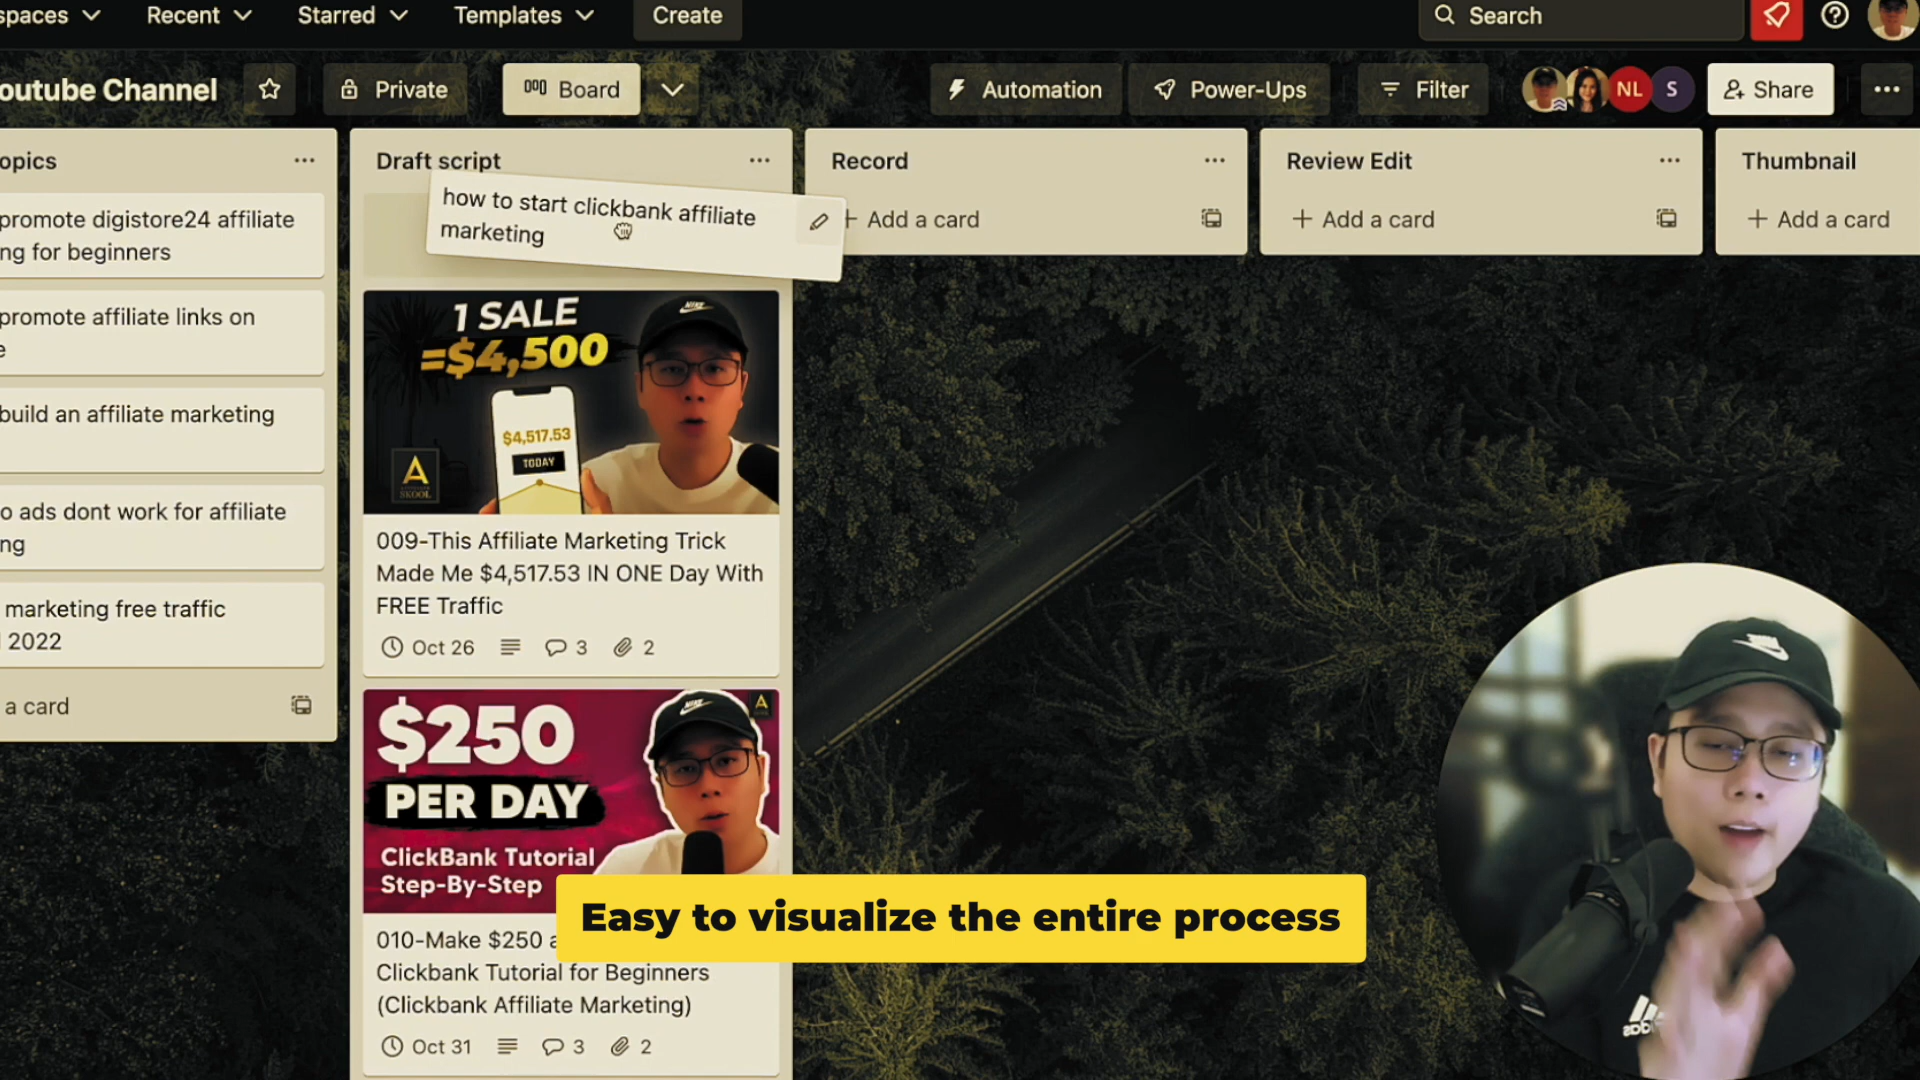 spaces
Recent
Starred
Templates
Create
Search
outube Channel
Private
Board
Automation
Power-Ups
Filter
NL
S
Share
opics
promote digistore24 affiliate
ng for beginners
promote affiliate links on
e
build an affiliate marketing
o ads dont work for affiliate
ng
marketing free traffic
2022
a card
Draft script
how to start clickbank affiliate
marketing
1 SALE
=$4,500
$4,517.53
TODAY
A
SKOOL
009-This Affiliate Marketing Trick
Made Me $4,517.53 IN ONE Day With
FREE Traffic
Oct 26
3
2
$250
PER DAY
ClickBank Tutorial
Step-By-Step
A
010-Make $250 a
Clickbank Tutorial for Beginners
(Clickbank Affiliate Marketing)
Oct 31
3
2
Record
+ Add a card
Review Edit
+ Add a card
Thumbnail
+ Add a card
Easy to visualize the entire process
adidas